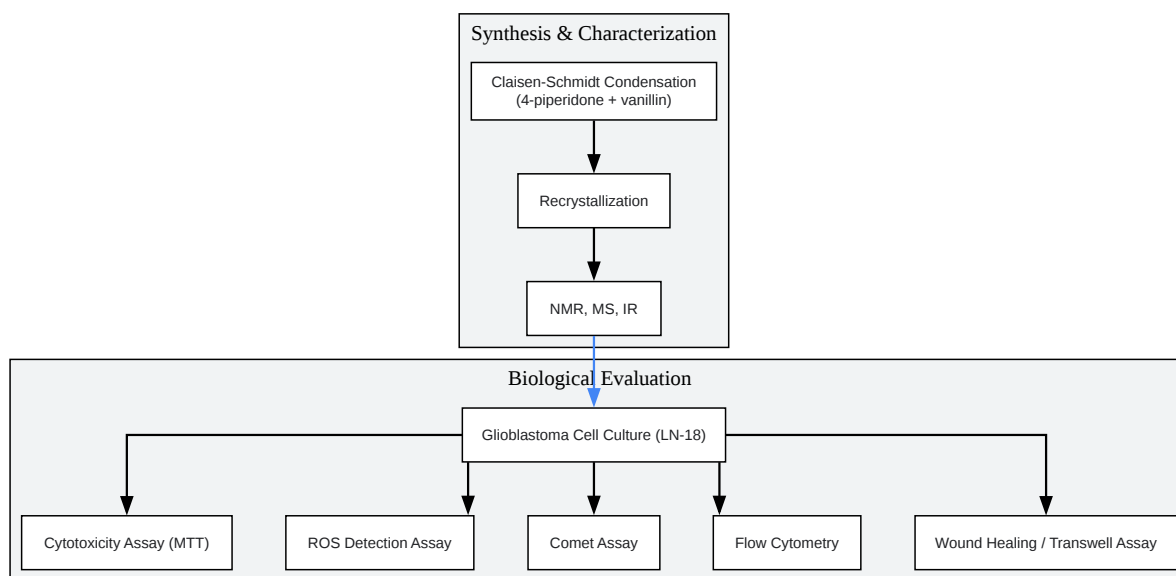 Synthesis & Characterization
Claisen-Schmidt Condensation
(4-piperidone + vanillin)
Recrystallization
NMR, MS, IR
Biological Evaluation
Glioblastoma Cell Culture (LN-18)
Cytotoxicity Assay (MTT)
ROS Detection Assay
Comet Assay
Flow Cytometry
Wound Healing / Transwell Assay